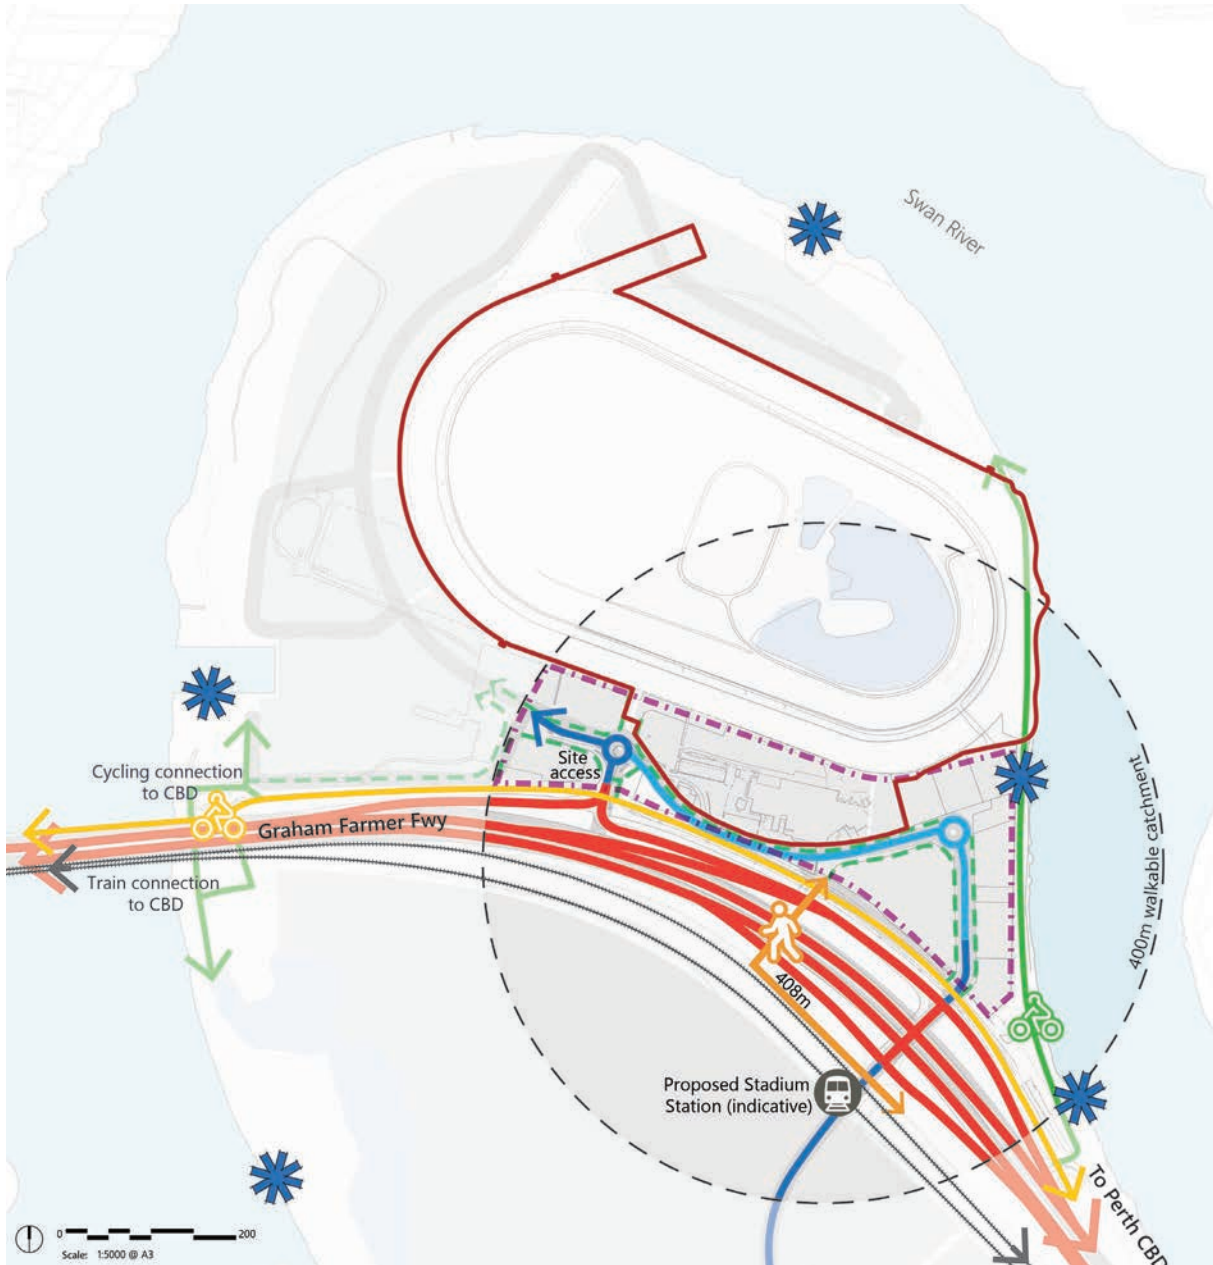 Swan
River
Site
access
Cycling connection
to CBD
Graham Farmer Fwy
Train connection
to CBD
400m walkable catchment
408m
Proposed Stadium
Station (indicative)
To Perth CBD
0
200
Scale: 1:5000 @ A3